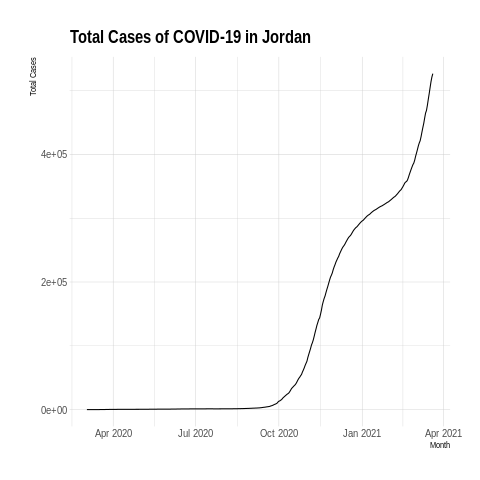 Total Cases of COVID-19 in Jordan
Total Cases
4e+05
2e+05
0e+00
Apr 2020 Jul 2020 Oct 2020 Jan 2021 Apr 2021
Month